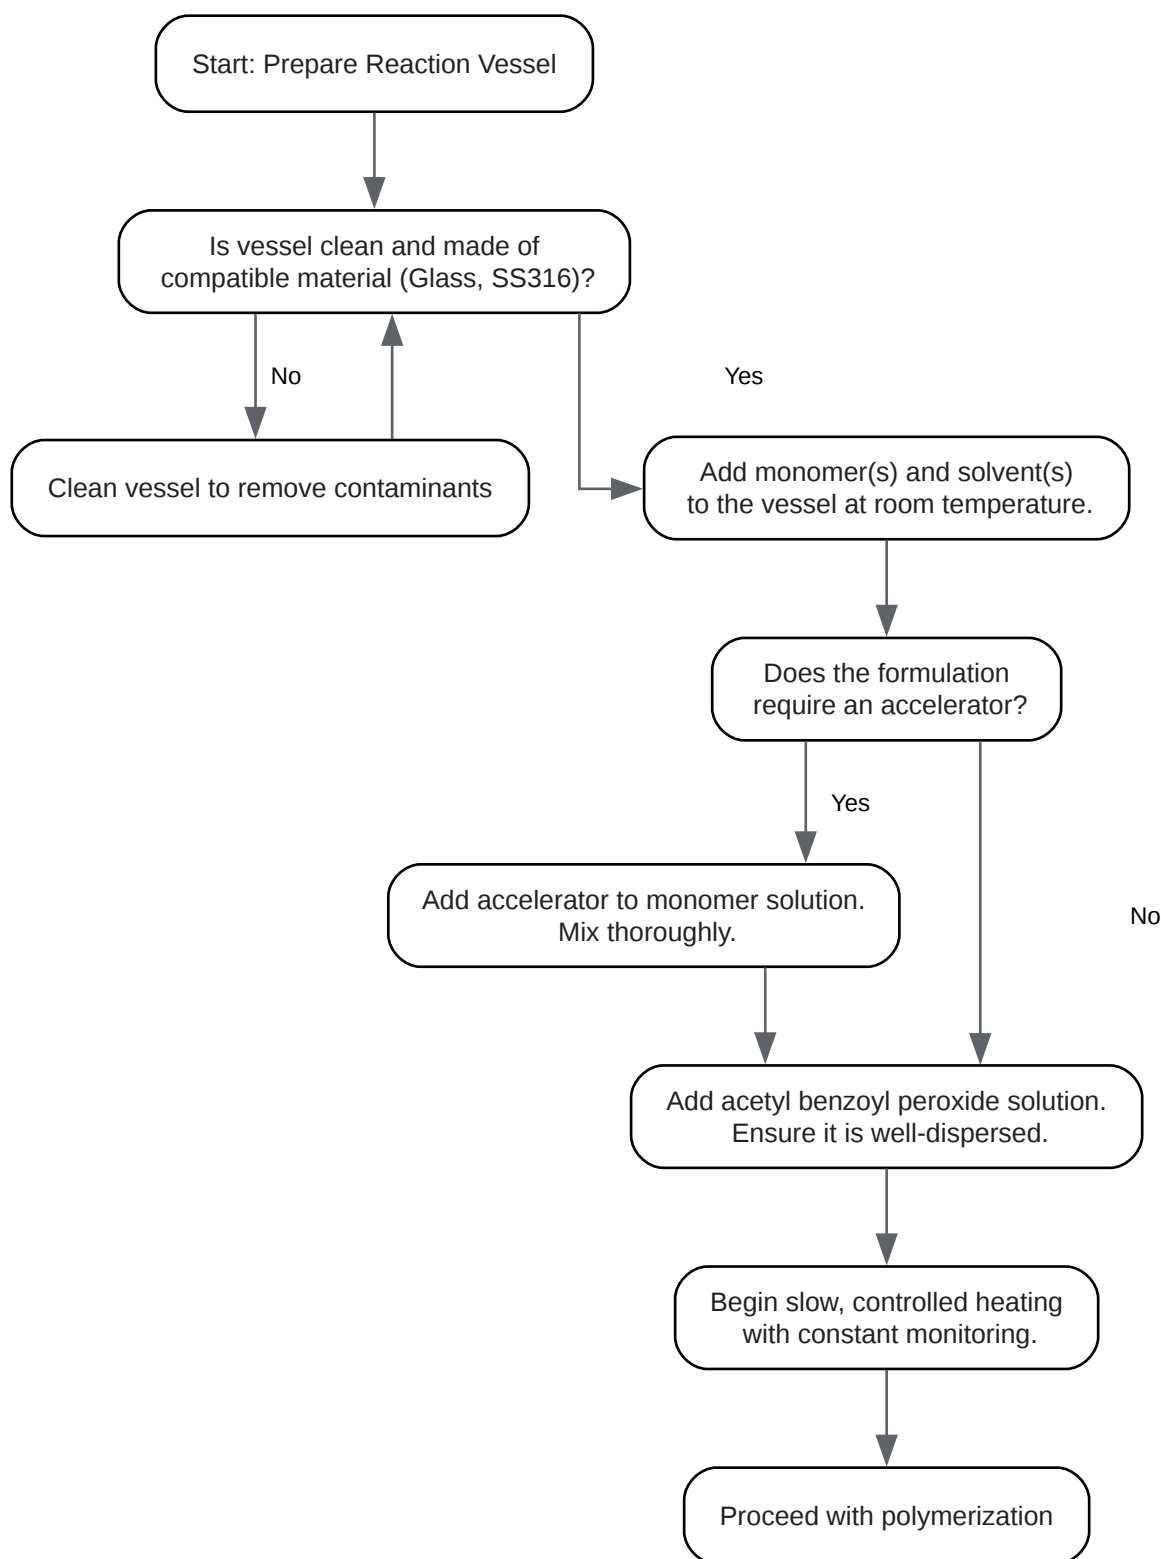 Start: Prepare Reaction Vessel
Is vessel clean and made of
compatible material (Glass, SS316)?
No
Yes
Clean vessel to remove contaminants
Add monomer(s) and solvent(s)
to the vessel at room temperature.
Does the formulation
require an accelerator?
Yes
Add accelerator to monomer solution.
Mix thoroughly.
No
Add acetyl benzoyl peroxide solution.
Ensure it is well-dispersed.
Begin slow, controlled heating
with constant monitoring.
Proceed with polymerization